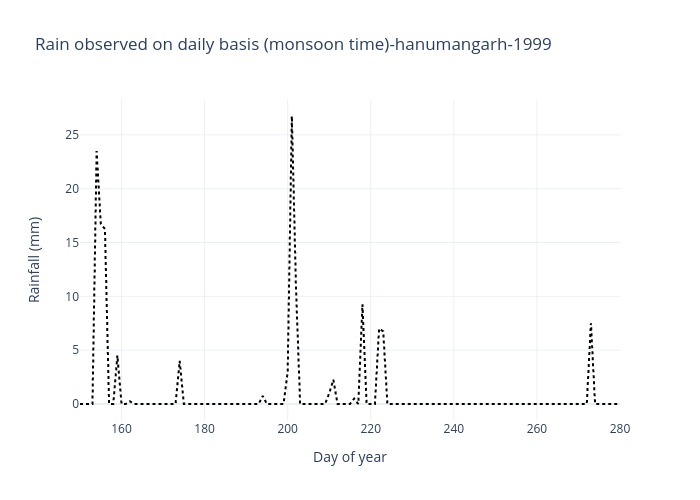 Rain observed on daily basis (monsoon time)-hanumangarh-1999
25
20
15
10
5
0
Rainfall (mm)
160 180 200 220 240 260 280
Day of year